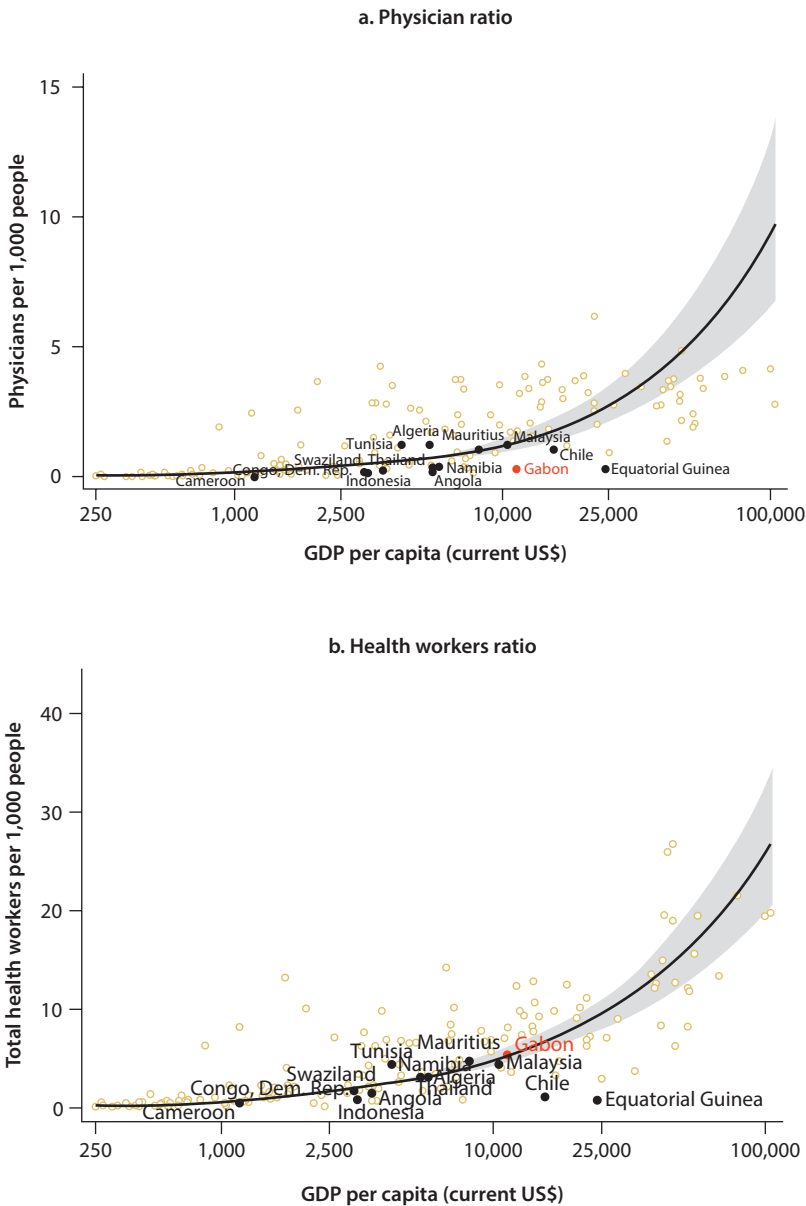 a. Physician ratio
Physicians per 1,000 people
15
10
5
0
Algeria
Mauritius
Malaysia
Tunisia
Chile
Swaziland
Thailand
Congo, Dem. Rep.
Namibia
Gabon
Equatorial Guinea
Cameroon
Indonesia
Angola
250
1,000
2,500
10,000
25,000
100,000
GDP per capita (current US$)
b. Health workers ratio
Total health workers per 1,000 people
40
30
20
10
0
Mauritius
Gabon
Tunisia
Namibia
Malaysia
Swaziland
Algeria
Congo, Dem. Rep.
Thailand
Chile
Angola
Equatorial Guinea
Cameroon
Indonesia
250
1,000
2,500
10,000
25,000
100,000
GDP per capita (current US$)